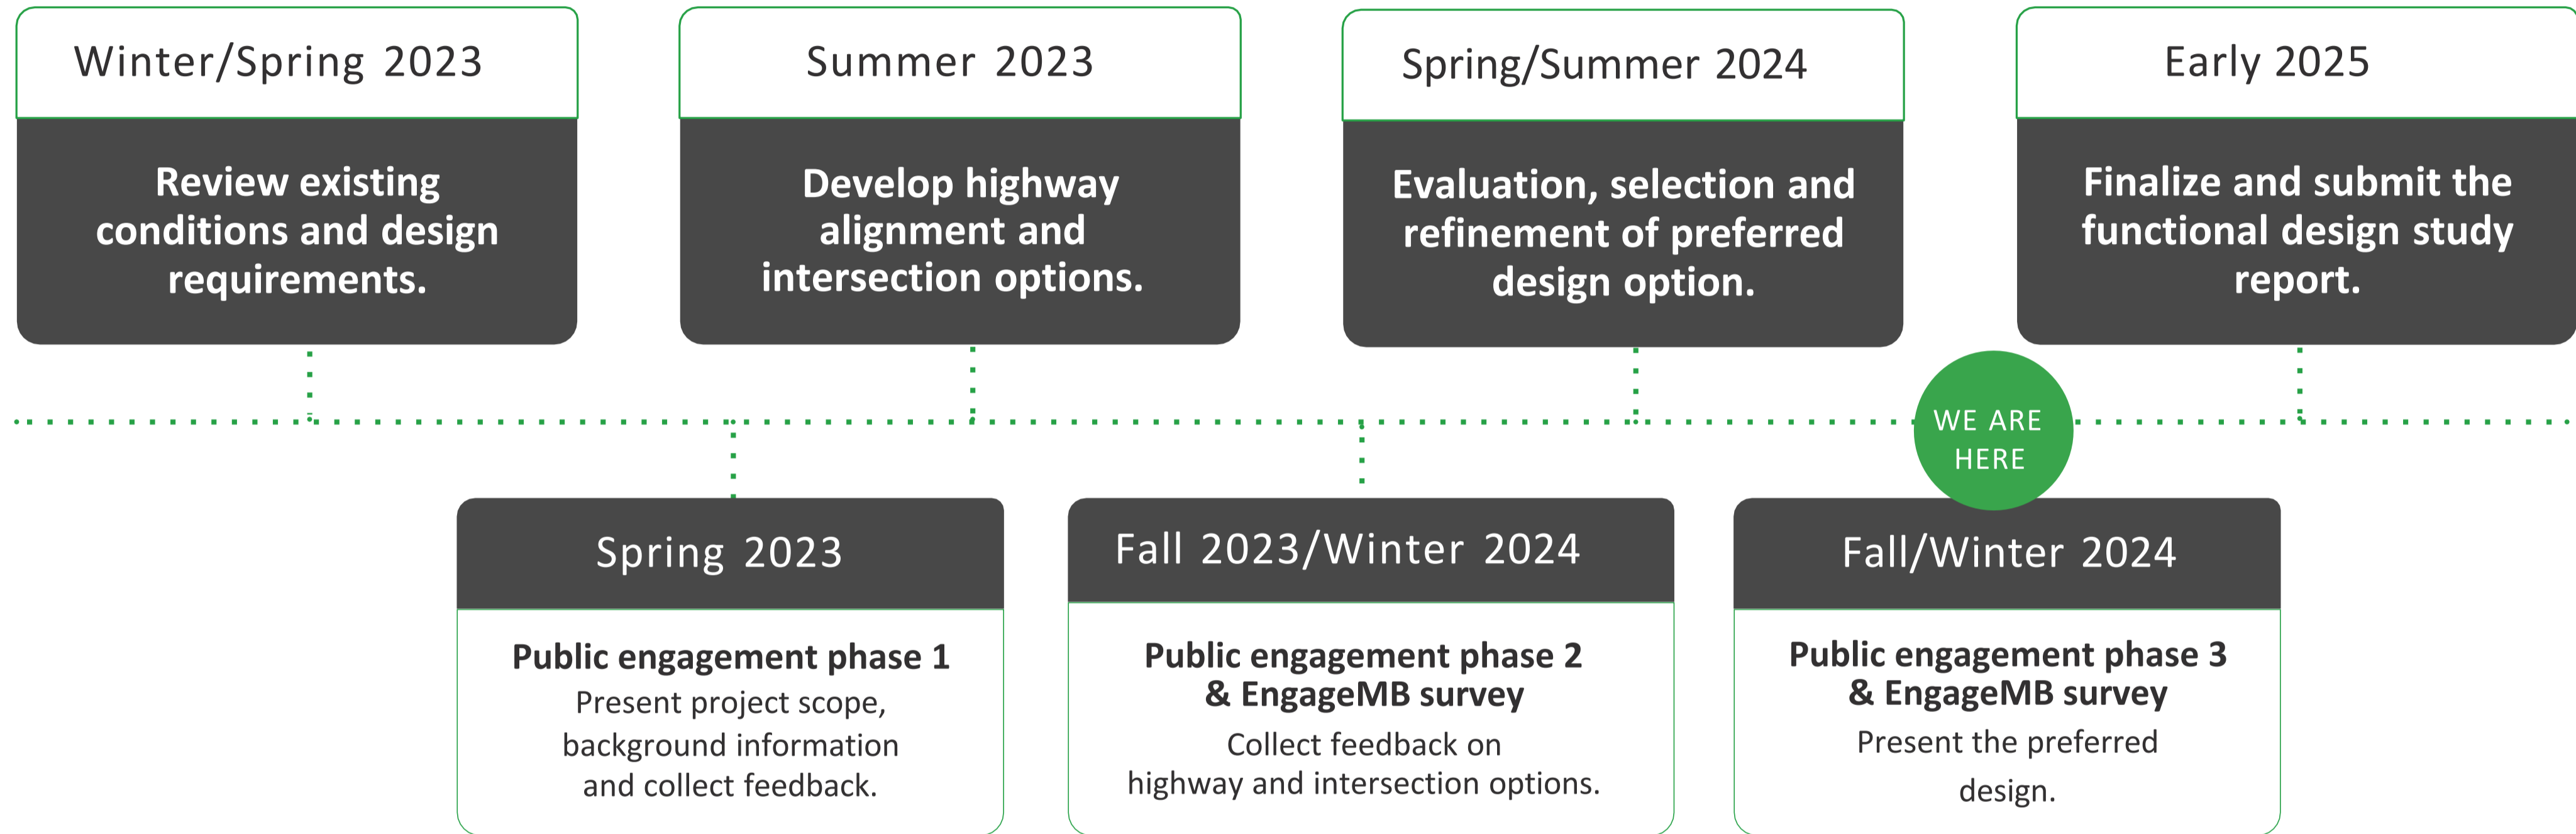 Winter/Spring 2023
Review existing
conditions and design
requirements.
Summer 2023
Develop highway
alignment and
intersection options.
Spring/Summer 2024
Evaluation, selection and
refinement of preferred
design option.
Early 2025
Finalize and submit the
functional design study
report.
WE ARE
HERE
Spring 2023
Public engagement phase 1
Present project scope,
background information
and collect feedback.
Fall 2023/Winter 2024
Public engagement phase 2
& EngageMB survey
Collect feedback on
highway and intersection options.
Fall/Winter 2024
Public engagement phase 3
& EngageMB survey
Present the preferred
design.